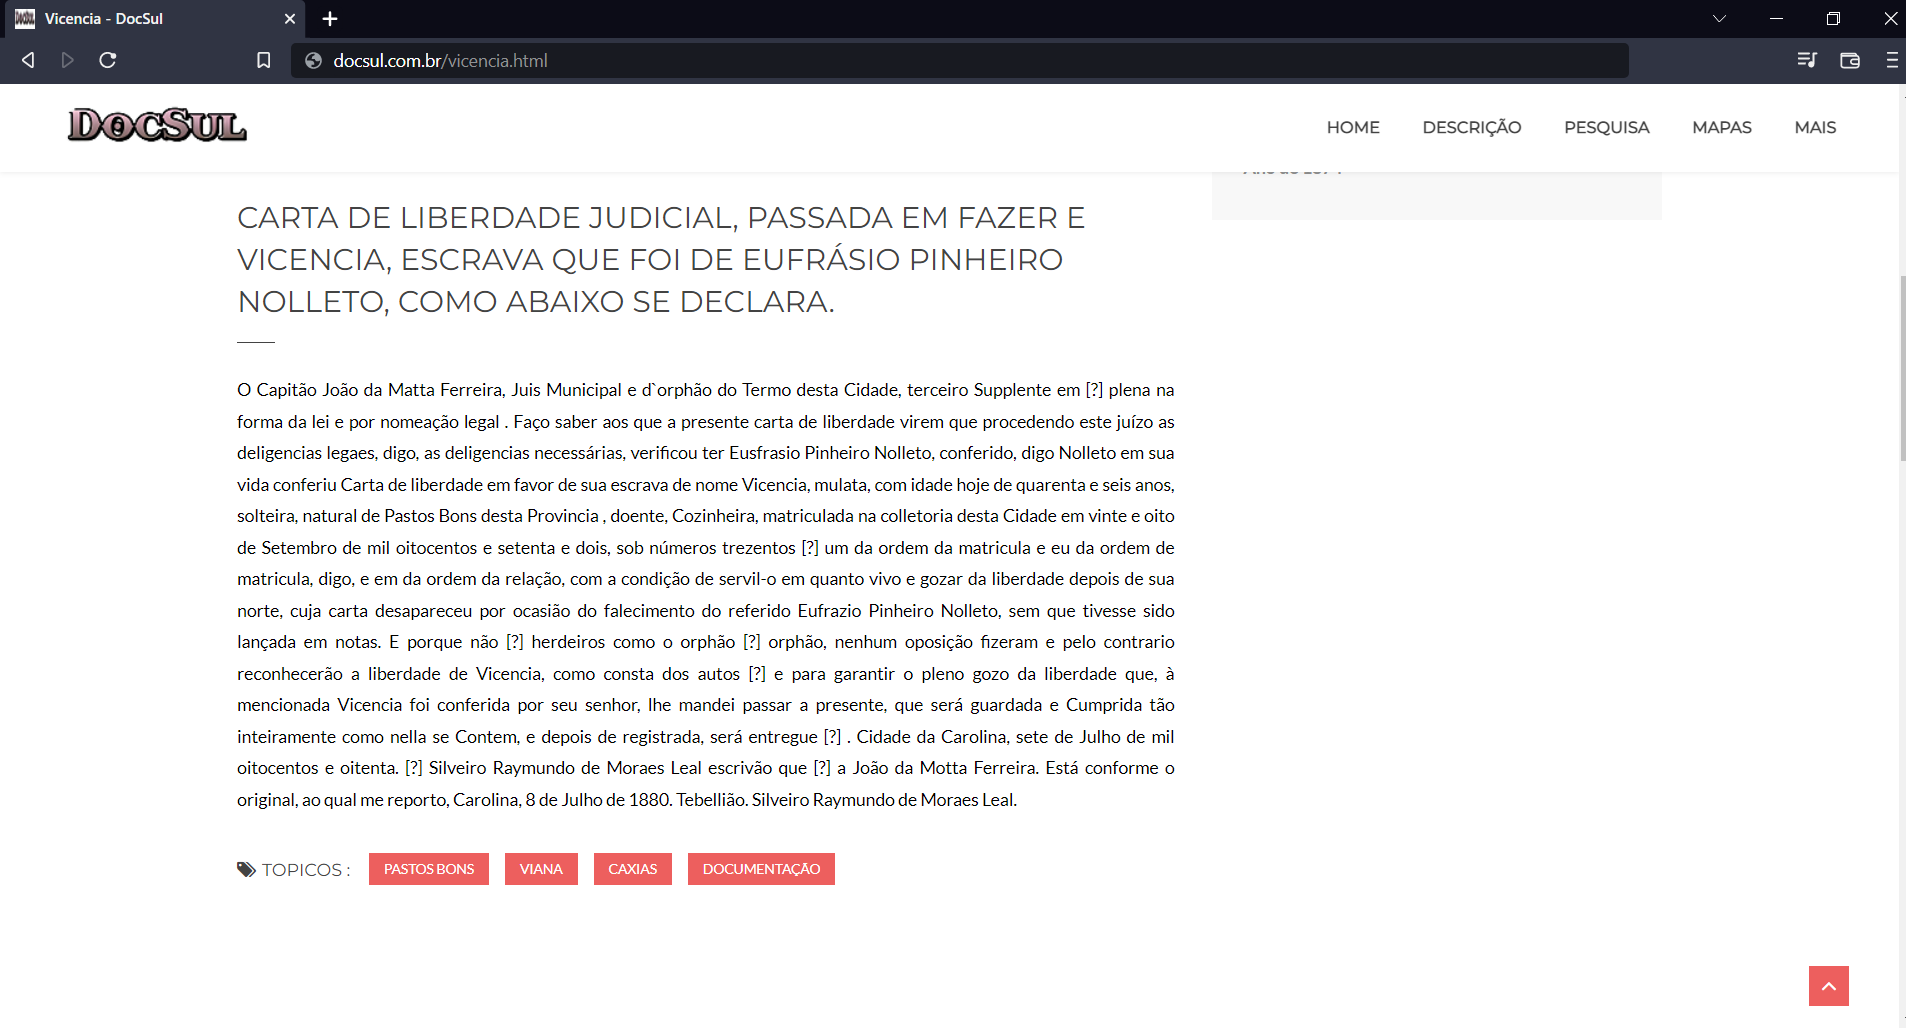 Vicencia - DocSul
docsul.com.br/vicencia.html
DOCSUL
HOME DESCRIÇÃO PESQUISA MAPAS MAIS
CARTA DE LIBERDADE JUDICIAL, PASSADA EM FAZER E
VICENCIA, ESCRAVA QUE FOI DE EUFRÁSIO PINHEIRO
NOLLETO, COMO ABAIXO SE DECLARA.
O Capitão João da Matta Ferreira, Juis Municipal e d`orphão do Termo desta Cidade, terceiro Supplente em [?] plena na
forma da lei e por nomeação legal . Faço saber aos que a presente carta de liberdade virem que procedendo este juízo as
deligencias legaes, digo, as deligencias necessárias, verificou ter Eusfrasio Pinheiro Nolleto, conferido, digo Nolleto em sua
vida conferiu Carta de liberdade em favor de sua escrava de nome Vicencia, mulata, com idade hoje de quarenta e seis anos,
solteira, natural de Pastos Bons desta Provincia , doente, Cozinheira, matriculada na colletoria desta Cidade em vinte e oito
de Setembro de mil oitocentos e setenta e dois, sob números trezentos [?] um da ordem da matricula e eu da ordem de
matricula, digo, e em da ordem da relação, com a condição de servil-o em quanto vivo e gozar da liberdade depois de sua
norte, cuja carta desapareceu por ocasião do falecimento do referido Eufrazio Pinheiro Nolleto, sem que tivesse sido
lançada em notas. E porque não [?] herdeiros como o orphão [?] orphão, nenhum oposição fizeram e pelo contrario
reconhecerão a liberdade de Vicencia, como consta dos autos [?] e para garantir o pleno gozo da liberdade que, à
mencionada Vicencia foi conferida por seu senhor, lhe mandei passar a presente, que será guardada e Cumprida tão
inteiramente como nella se Contem, e depois de registrada, será entregue [?] . Cidade da Carolina, sete de Julho de mil
oitocentos e oitenta. [?] Silveiro Raymundo de Moraes Leal escrivão que [?] a João da Motta Ferreira. Está conforme o
original, ao qual me reporto, Carolina, 8 de Julho de 1880. Tebellião. Silveiro Raymundo de Moraes Leal.
TOPICOS : PASTOS BONS VIANA CAXIAS DOCUMENTAÇÃO